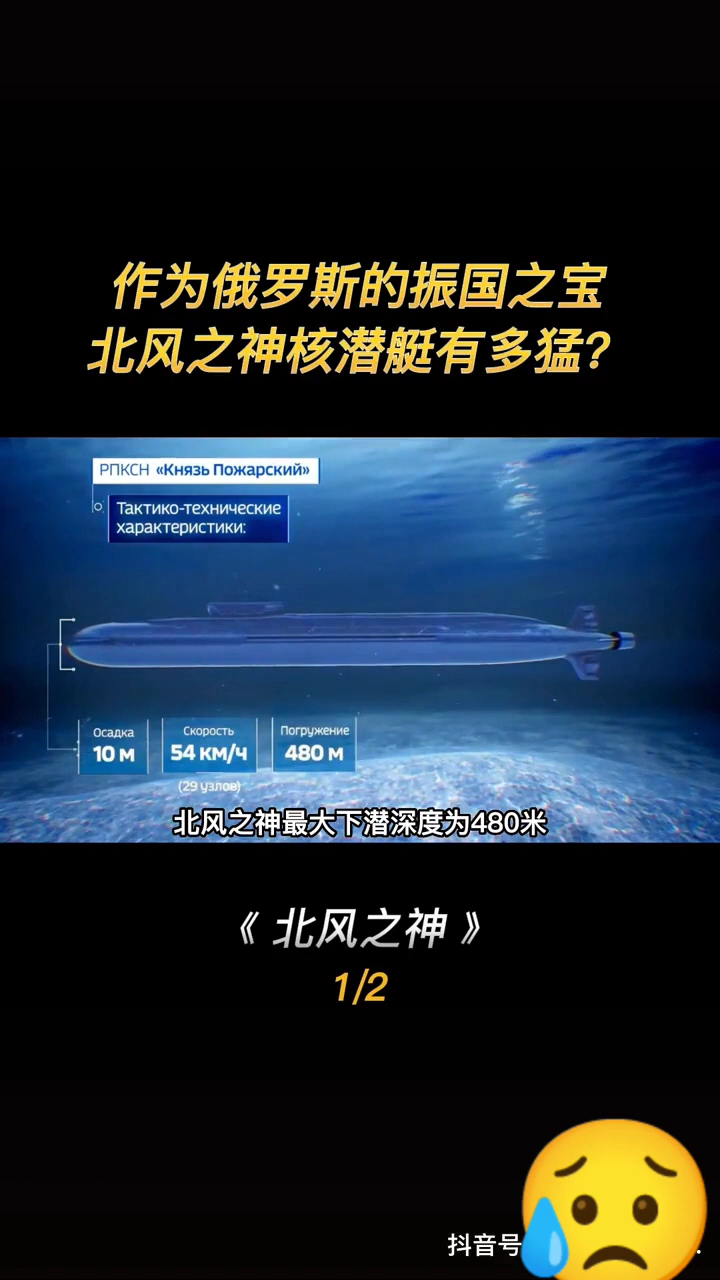 作为俄罗斯的振国之宝
北风之神核潜艇有多猛?
РПКСН «Князь Пожарский»
Тактико-технические
характеристики:
Осадка
10 м
Скорость
54 км/ч
(29 узлов)
Погружение
480 м
北风之神最大下潜深度为480米
《 北风之神 》
1/2
抖音号